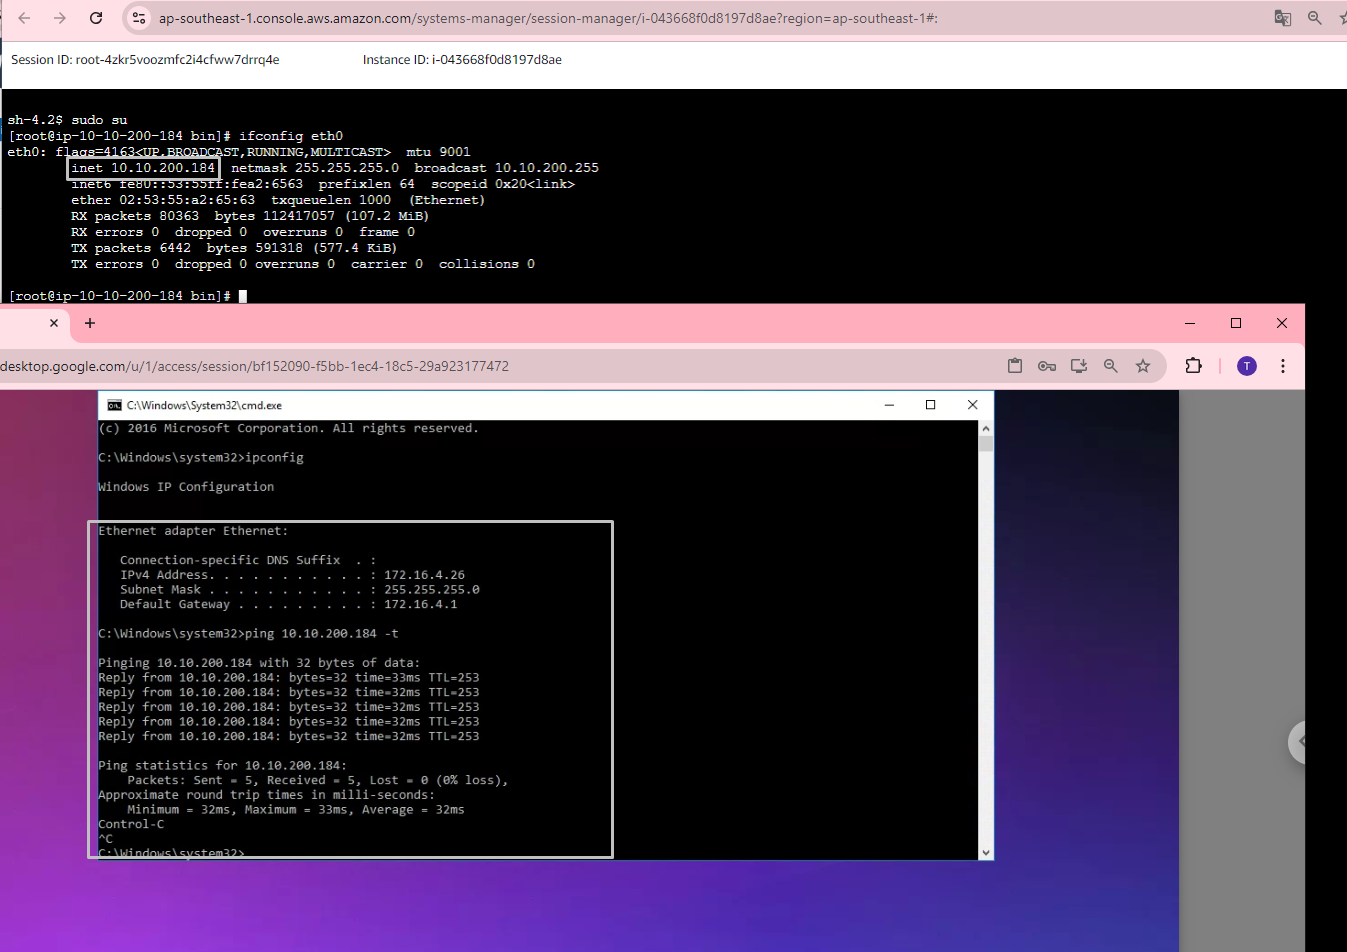 ap-southeast-1.console.aws.amazon.com/systems-manager/session-manager/i-043668f0d8197d8ae?region=ap-southeast-1#:
Session ID: root-4zkr5voozmfc2i4cfww7drrq4e Instance ID: i-043668f0d8197d8ae
sh-4.2$ sudo su
[root@ip-10-10-200-184 bin]# ifconfig eth0
eth0: flags=4163<UP,BROADCAST,RUNNING,MULTICAST>  mtu 9001
inet 10.10.200.184  netmask 255.255.255.0  broadcast 10.10.200.255
inet6 fe80::53:55ff:fea2:6563  prefixlen 64  scopeid 0x20<link>
ether 02:53:55:a2:65:63  txqueuelen 1000  (Ethernet)
RX packets 80363  bytes 112417057 (107.2 MiB)
RX errors 0  dropped 0  overruns 0  frame 0
TX packets 6442  bytes 591318 (577.4 KiB)
TX errors 0  dropped 0 overruns 0  carrier 0  collisions 0
[root@ip-10-10-200-184 bin]#
desktop.google.com/u/1/access/session/bf152090-f5bb-1ec4-18c5-29a923177472
T
C:\Windows\System32\cmd.exe
(c) 2016 Microsoft Corporation. All rights reserved.
C:\Windows\system32>ipconfig
Windows IP Configuration
Ethernet adapter Ethernet:
Connection-specific DNS Suffix  . :
IPv4 Address. . . . . . . . . . . : 172.16.4.26
Subnet Mask . . . . . . . . . . . : 255.255.255.0
Default Gateway . . . . . . . . . : 172.16.4.1
C:\Windows\system32>ping 10.10.200.184 -t
Pinging 10.10.200.184 with 32 bytes of data:
Reply from 10.10.200.184: bytes=32 time=33ms TTL=253
Reply from 10.10.200.184: bytes=32 time=32ms TTL=253
Reply from 10.10.200.184: bytes=32 time=32ms TTL=253
Reply from 10.10.200.184: bytes=32 time=32ms TTL=253
Reply from 10.10.200.184: bytes=32 time=32ms TTL=253
Ping statistics for 10.10.200.184:
Packets: Sent = 5, Received = 5, Lost = 0 (0% loss),
Approximate round trip times in milli-seconds:
Minimum = 32ms, Maximum = 33ms, Average = 32ms
Control-C
^C
C:\Windows\system32>